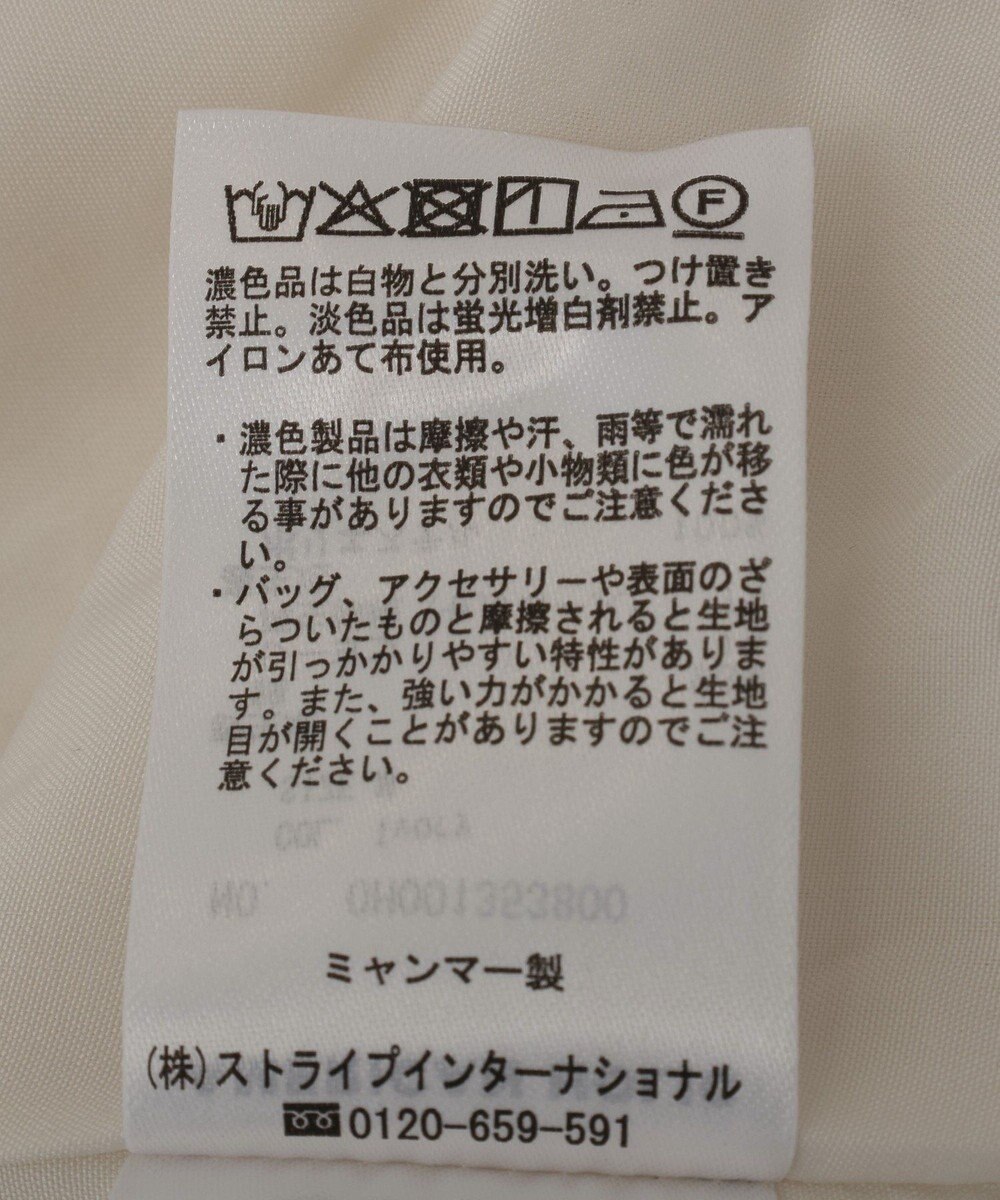 F
濃色品は白物と分別洗い。つけ置き
禁止。淡色品は蛍光増白剤禁止。ア
イロンあて布使用。
・濃色製品は摩擦や汗、雨等で濡れ
た際に他の衣類や小物類に色が移
る事がありますのでご注意くださ
い。
・バッグ、アクセサリーや表面のざ
らついたものと摩擦されると生地
が引っかかりやすい特性がありま
す。また、強い力がかかると生地
目が開くことがありますのでご注
意ください。
ミャンマー製
(株)ストライプインターナショナル
0120-659-591